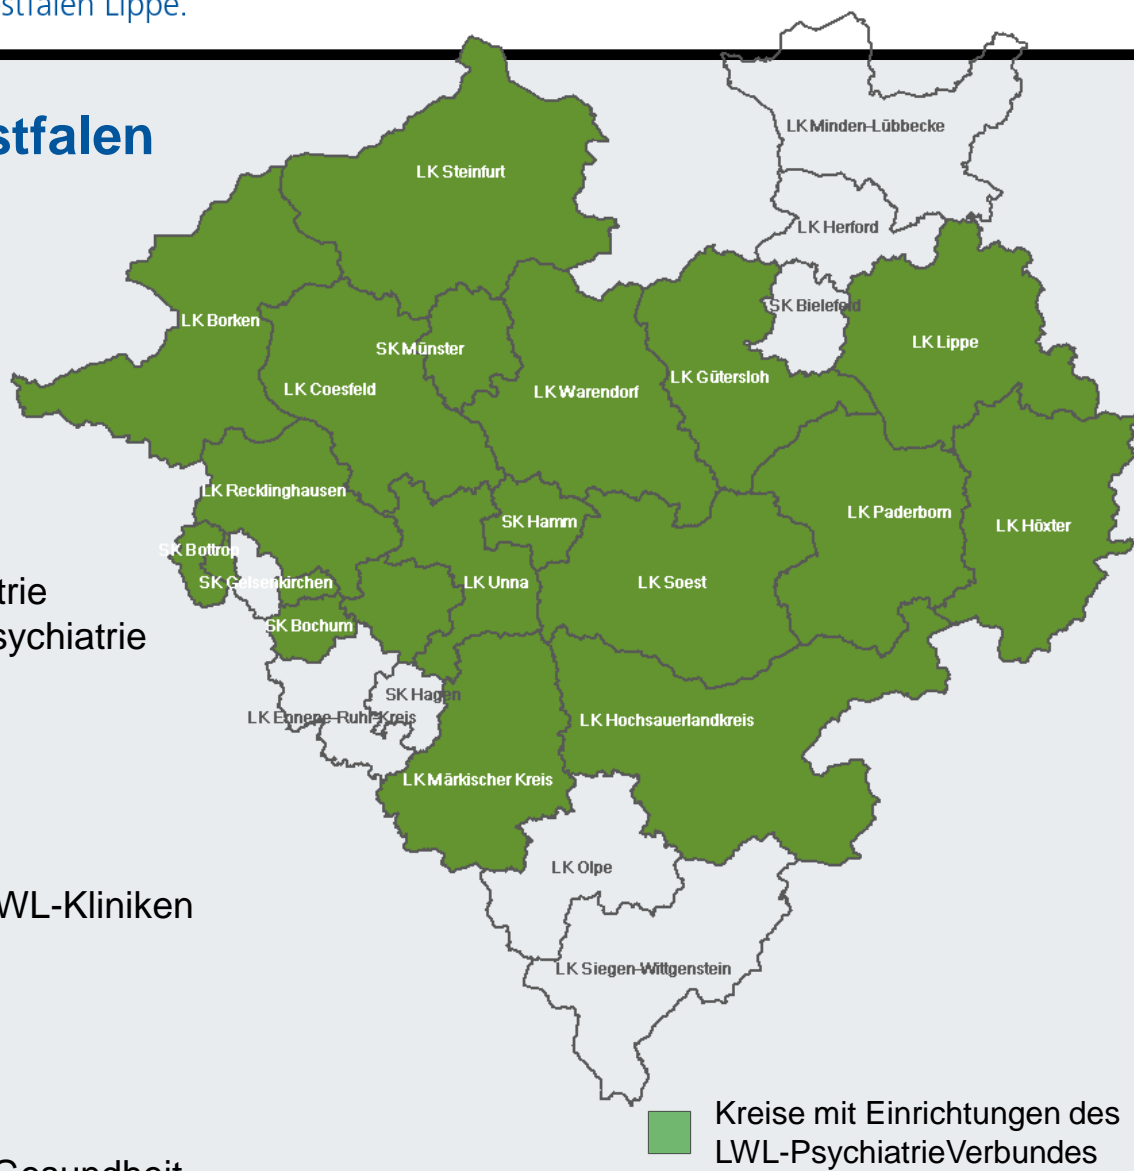 stfalen Lippe.
stfalen
LK Minden-Lübbecke
LK Steinfurt
LK Herford
SK Bielefeld
LK Borken
LK Lippe
SK Münster
LK Gütersloh
LK Coesfeld
LK Warendorf
LK Recklinghausen
LK Paderborn
SK Hamm
LK Höxter
SK Bottrop
SK Gelsenkirchen
LK Unna
LK Soest
trie
SK Bochum
sychiatrie
SK Hagen
LK Ennepe-Ruhr-Kreis
LK Hochsauerlandkreis
LK Märkischer Kreis
LK Olpe
WL-Kliniken
LK Siegen-Wittgenstein
Kreise mit Einrichtungen des
LWL-PsychiatrieVerbundes
Gesundheit